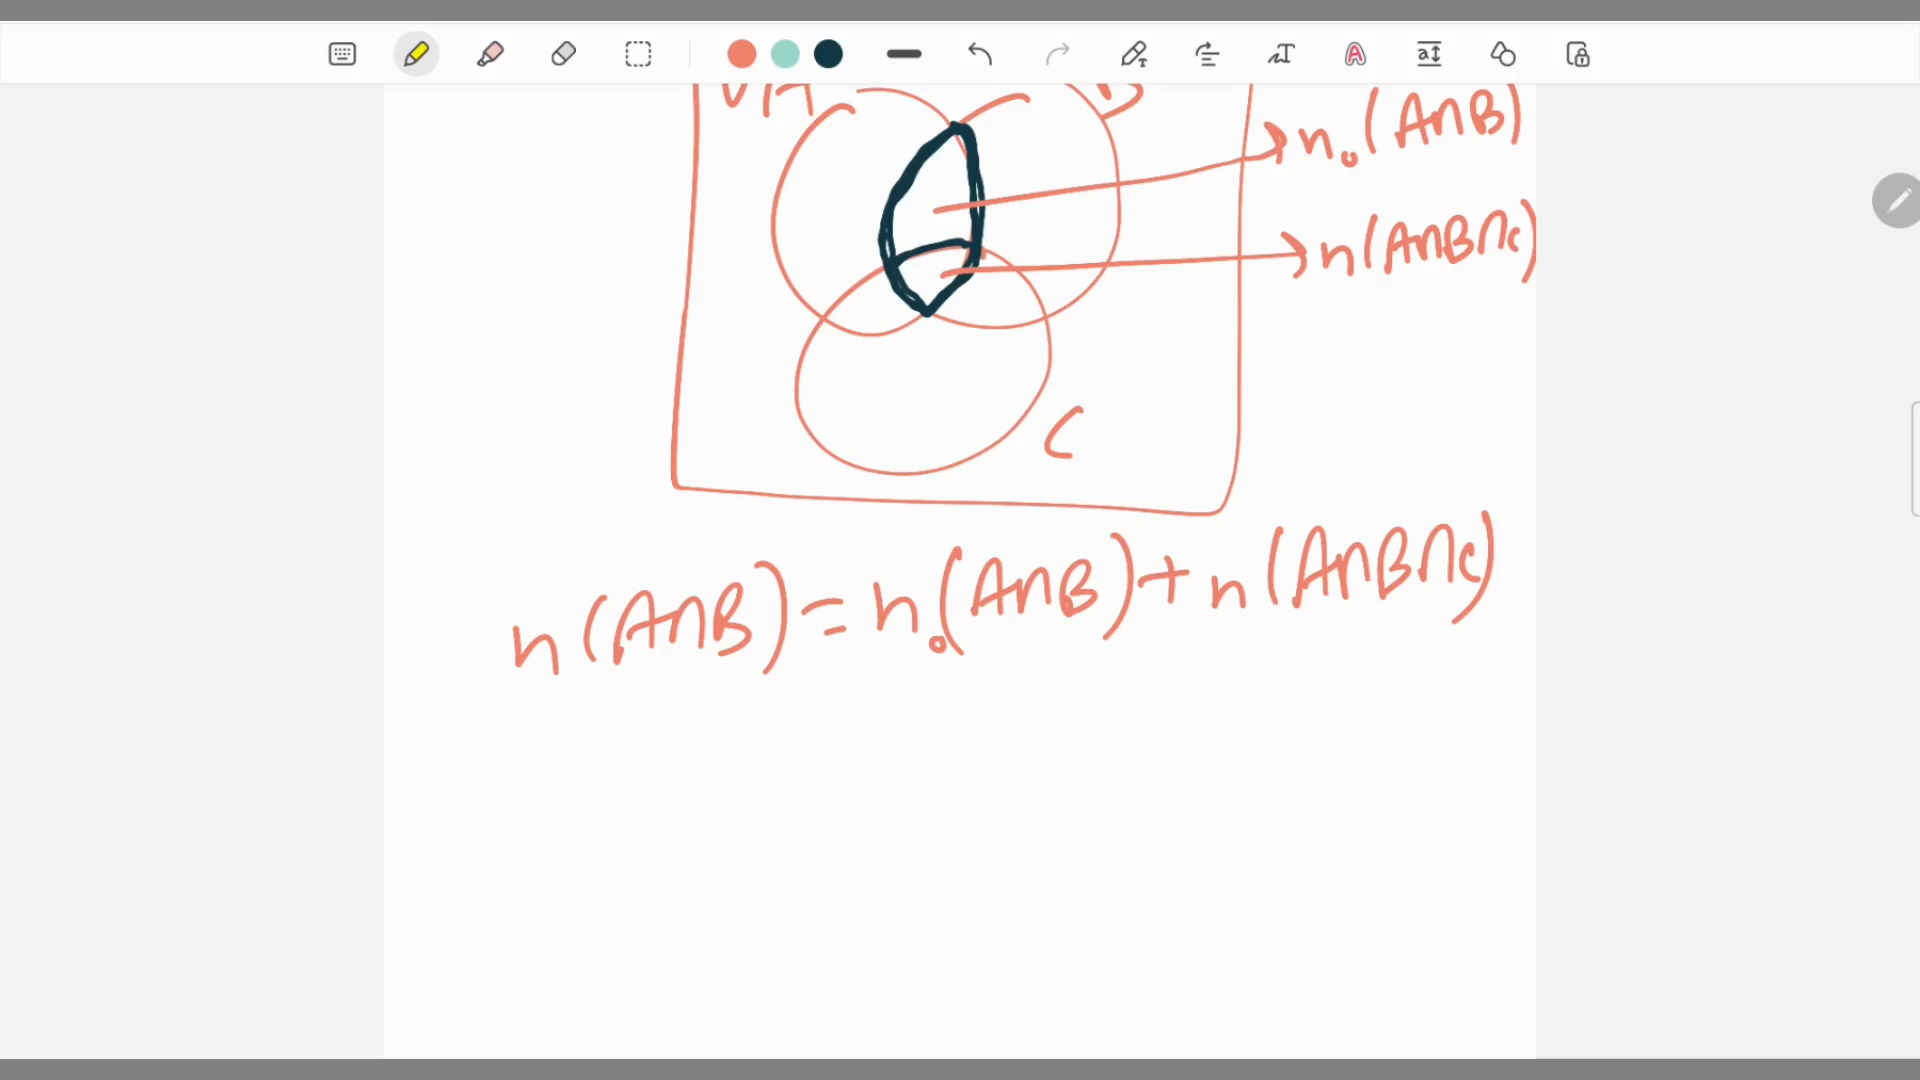 U A B
n₀(A∩B)
n(A∩B∩C)
C
n(A∩B) = n₀(A∩B) + n(A∩B∩C)